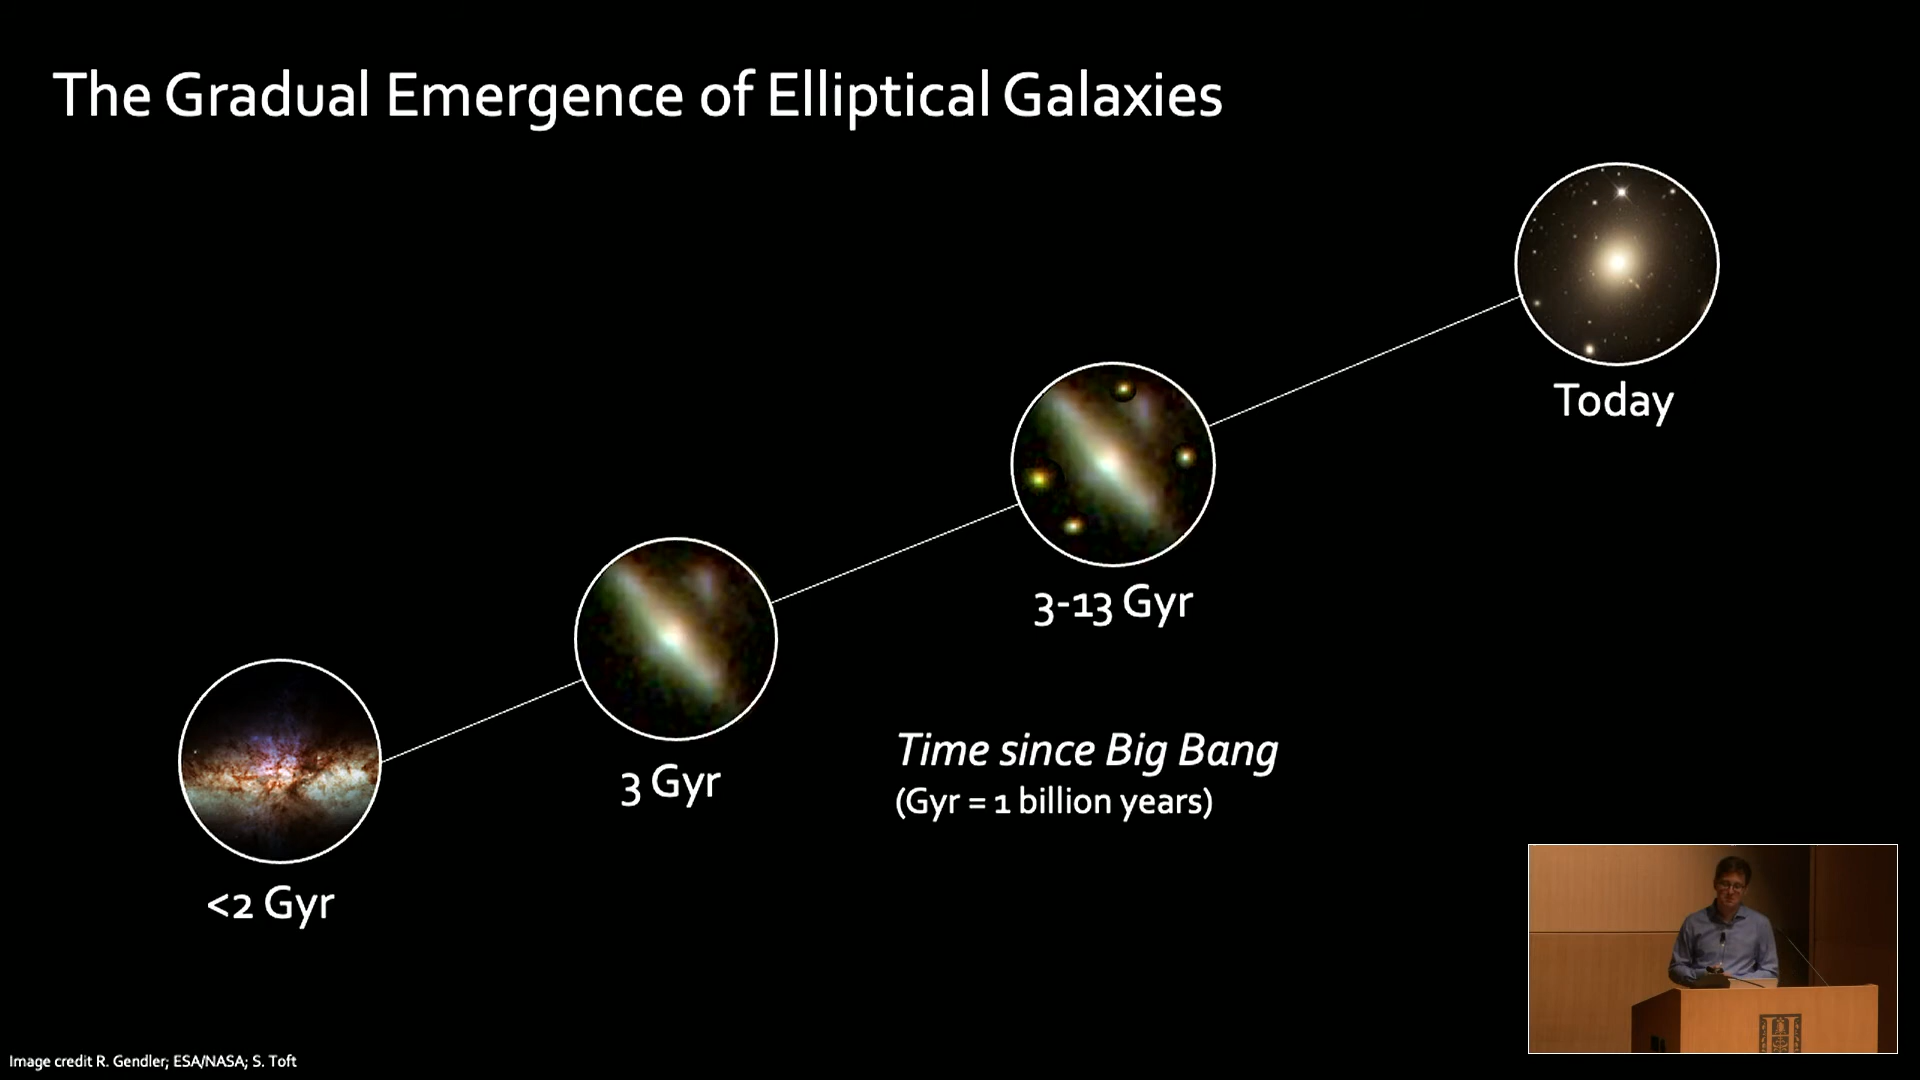 The Gradual Emergence of Elliptical Galaxies
Today
3-13 Gyr
3 Gyr
Time since Big Bang
(Gyr = 1 billion years)
<2 Gyr
Image credit R. Gendler; ESA/NASA; S. Toft